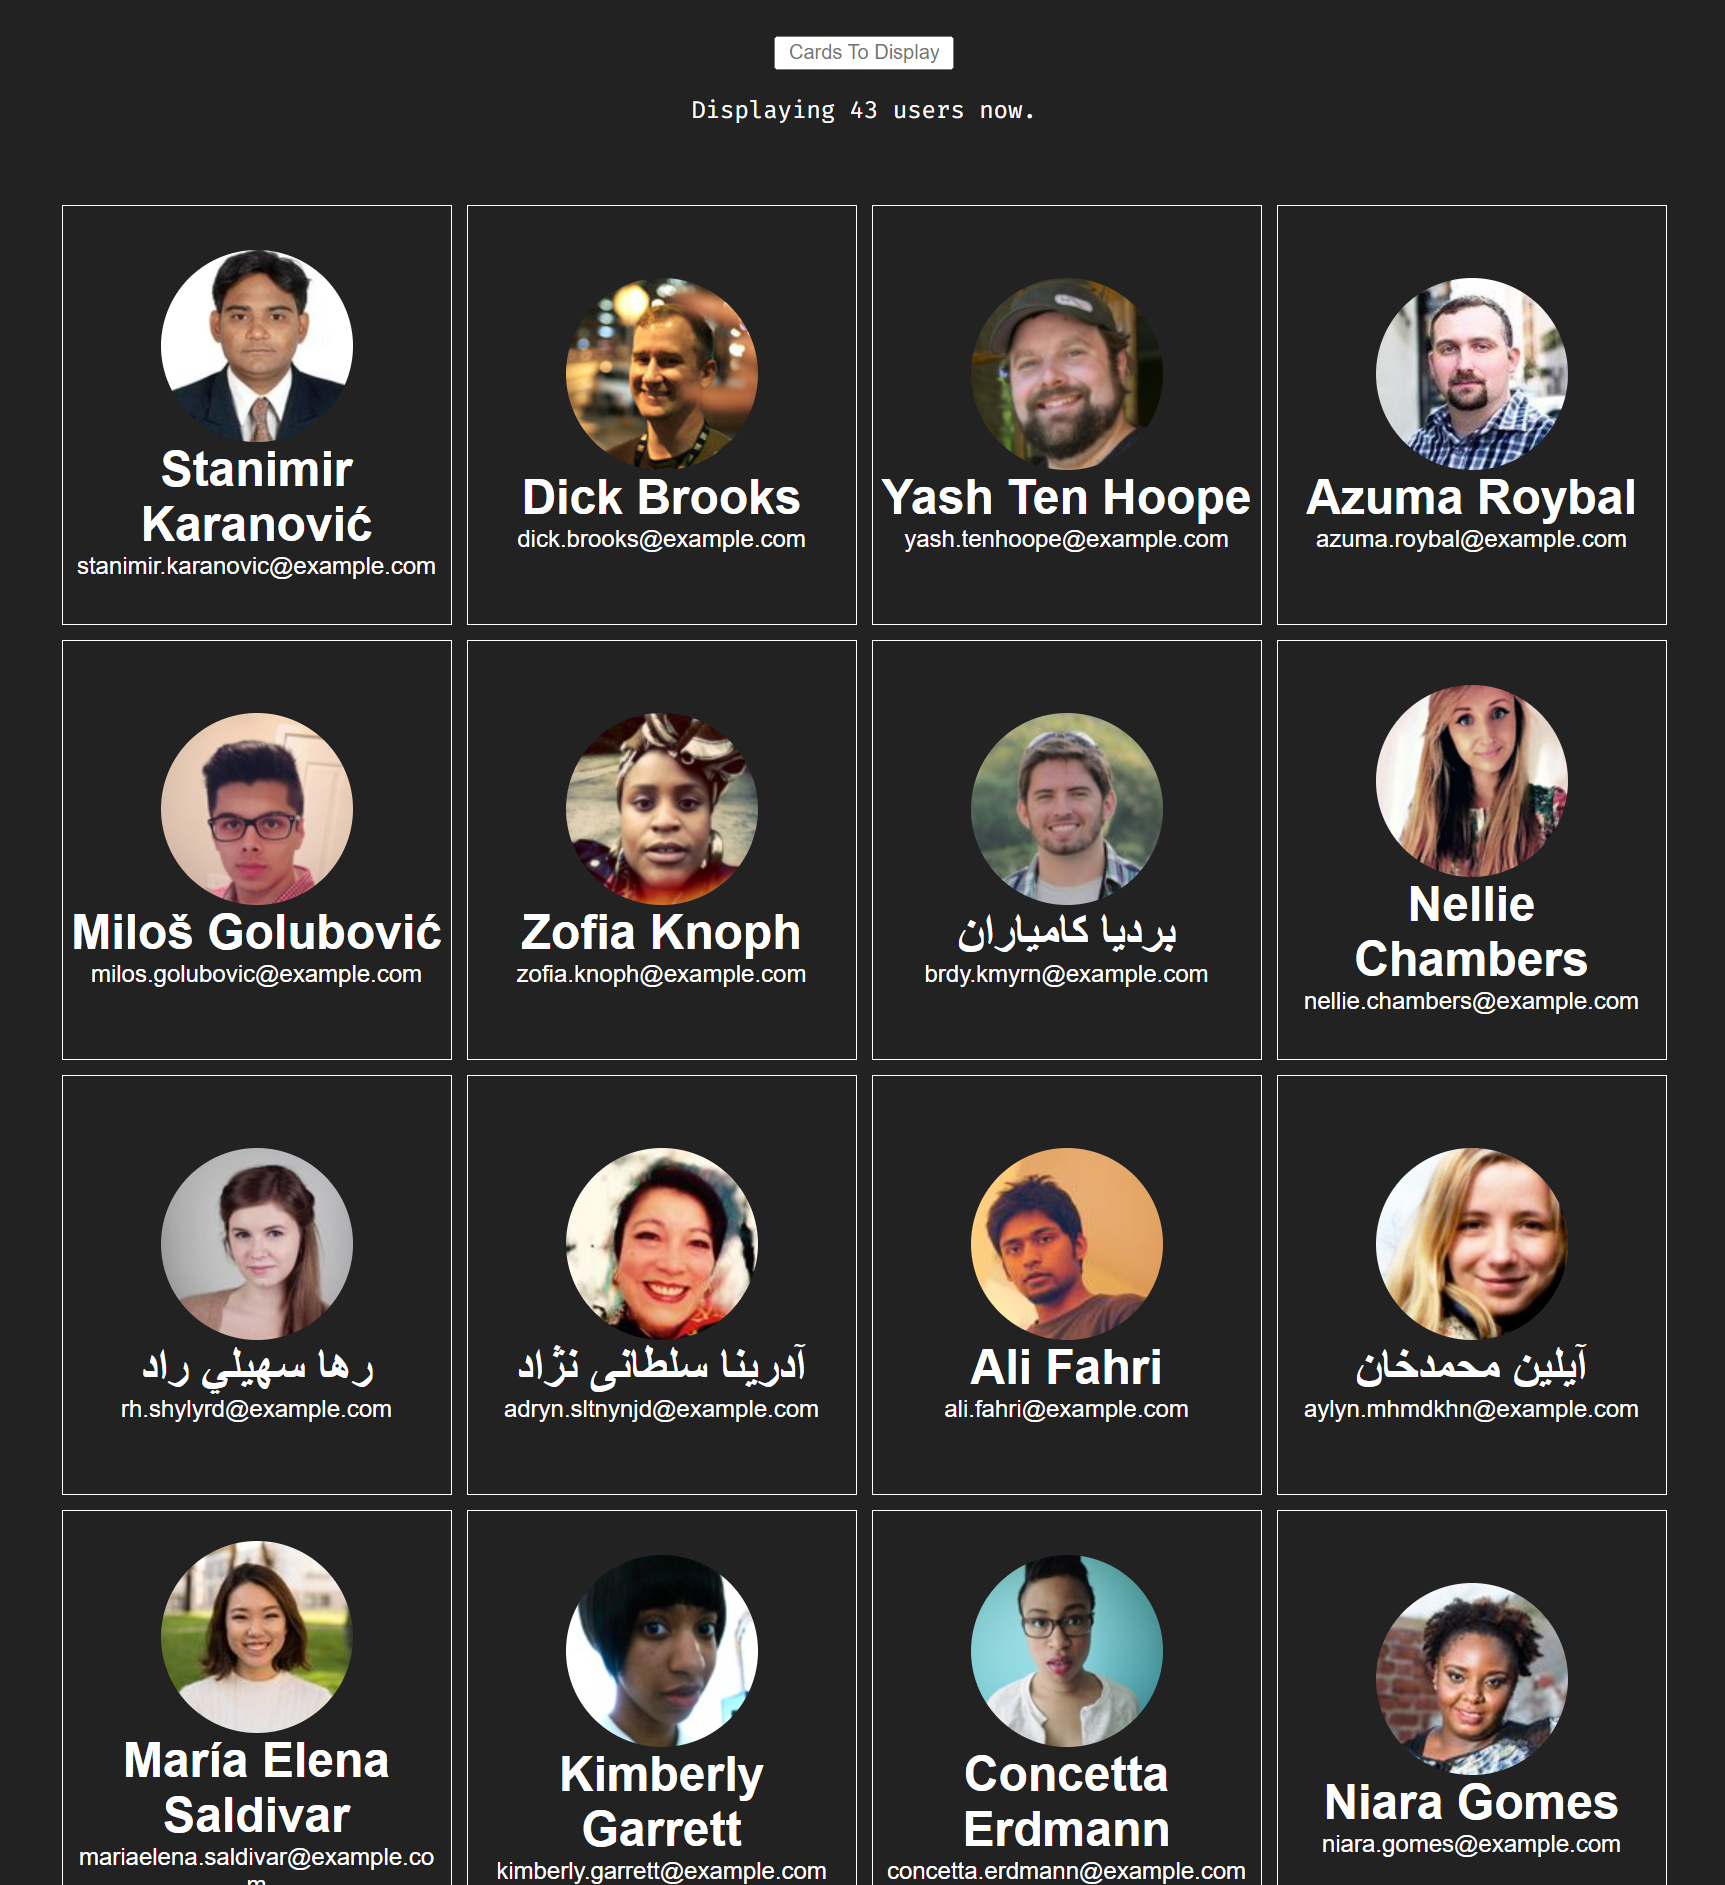 Cards To Display
Displaying 43 users now.
Stanimir
Karanović
stanimir.karanovic@example.com
Dick Brooks
dick.brooks@example.com
Yash Ten Hoope
yash.tenhoope@example.com
Azuma Roybal
azuma.roybal@example.com
Miloš Golubović
milos.golubovic@example.com
Zofia Knoph
zofia.knoph@example.com
بردیا کامیاران
brdy.kmyrn@example.com
Nellie
Chambers
nellie.chambers@example.com
رها سهيلي راد
rh.shylyrd@example.com
آدرینا سلطانی نژاد
adryn.sltnynjd@example.com
Ali Fahri
ali.fahri@example.com
آیلین محمدخان
aylyn.mhmdkhn@example.com
María Elena
Saldivar
mariaelena.saldivar@example.co
m
Kimberly
Garrett
kimberly.garrett@example.com
Concetta
Erdmann
concetta.erdmann@example.com
Niara Gomes
niara.gomes@example.com